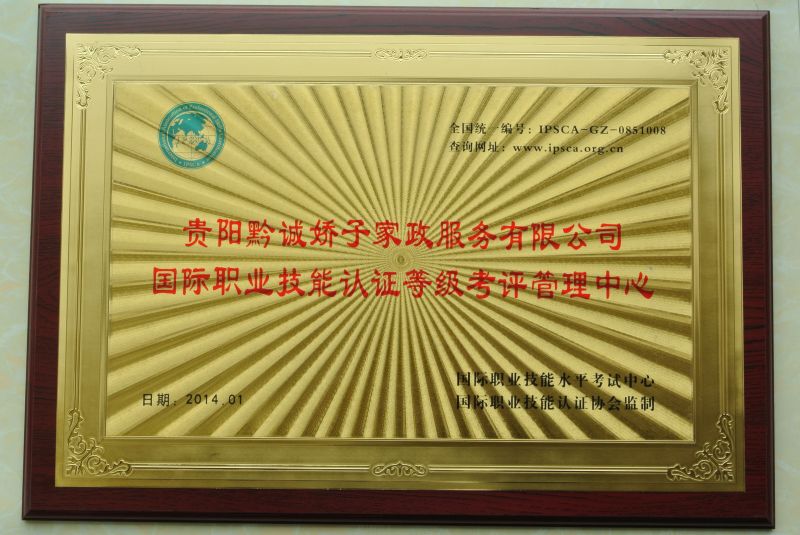 IPSCA
全国统一编号：IPSCA-GZ-0851008
查询网址：www.ipsca.org.cn
贵阳黔诚娇子家政服务有限公司
国际职业技能认证等级考评管理中心
国际职业技能水平考试中心
日期：2014.01
国际职业技能认证协会监制